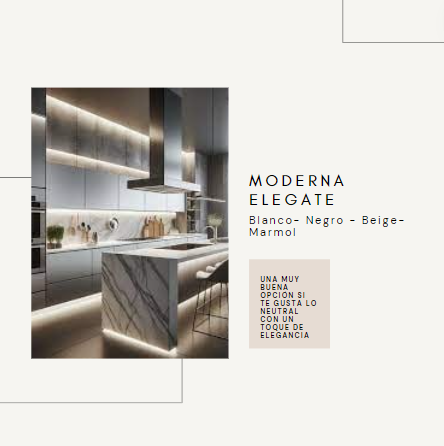 MODERNA
ELEGATE
Blanco- Negro - Beige-
Marmol
UNA MUY
BUENA
OPCIÓN SI
TE GUSTA LO
NEUTRAL
CON UN
TOQUE DE
ELEGANCIA